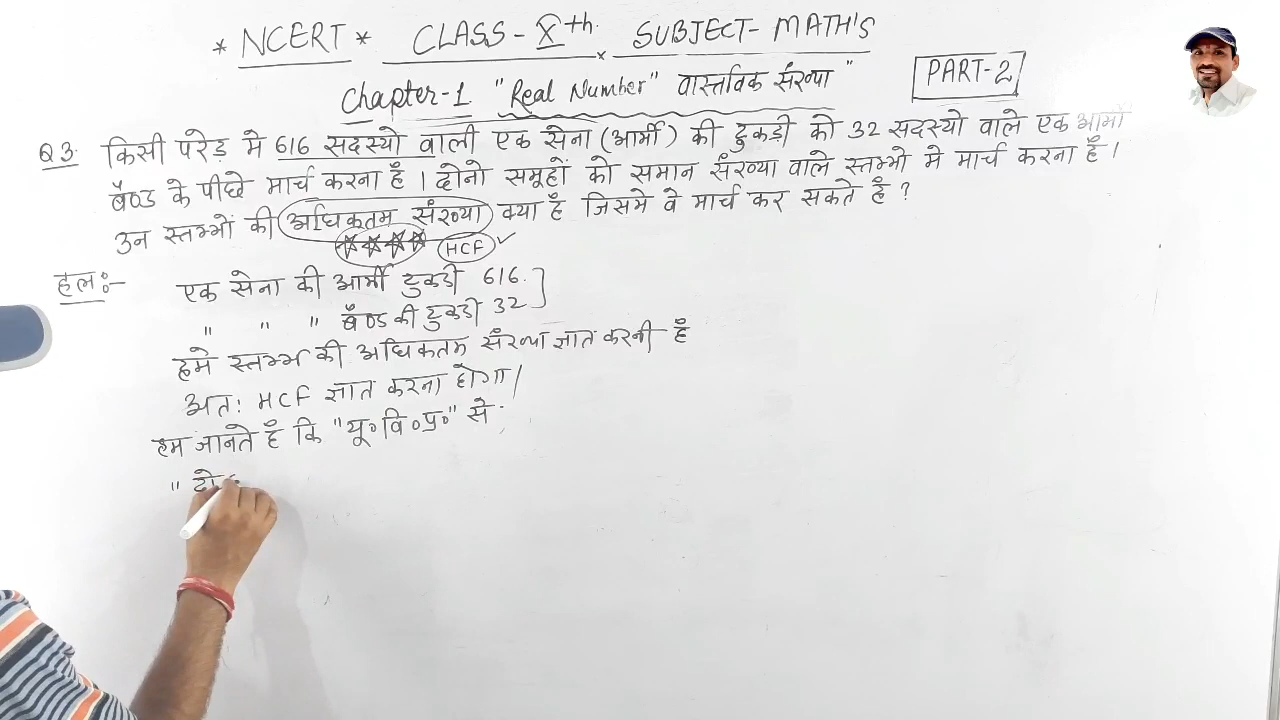 * NCERT * CLASS - Xth. SUBJECT - MATH'S
Chapter-1 "Real Number" वास्तविक संख्या"
PART-2
Q3. किसी परेड़ मे 616 सदस्यो वाली एक सेना (आर्मी) की टुकड़ी को 32 सदस्यो वाले एक आर्मी
बैण्ड के पीछे मार्च करना है । दोनो समूहों को समान संख्या वाले स्तम्भो मे मार्च करना है ।
उन स्तम्भों की अधिकतम संख्या क्या है जिसमे वे मार्च कर सकते है ?
HCF ✓
हल:- एक सेना की आर्मी टुकडी 616.
" " " बैण्ड की टुकडी 32
हमे स्तम्भ की अधिकतम संख्या ज्ञात करनी है
अत: HCF ज्ञात करना होगा/
हम जानते है कि "यू॰ वि॰ प्र॰" से
"